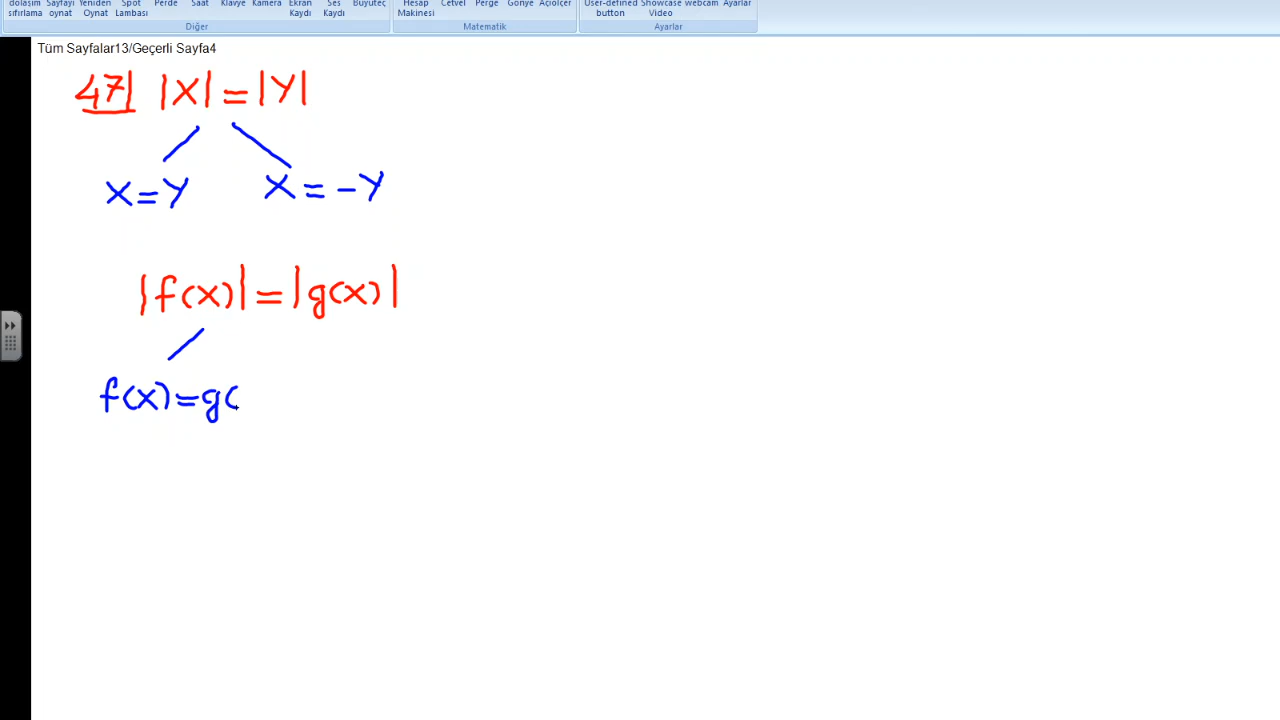 dolaşım Sayfayı Yeniden Spot Perde Saat Klavye Kamera Ekran Ses Büyüteç Hesap Cetvel Perge Gönye Açıölçer User-defined Showcase webcam Ayarlar
sıfırlama oynat Oynat Lambası Kaydı Kaydı Makinesi button Video
Diğer Matematik Ayarlar
Tüm Sayfalar13/Geçerli Sayfa4
47| |X| = |Y|
X = Y X = -Y
|f(x)| = |g(x)|
f(x) = g(